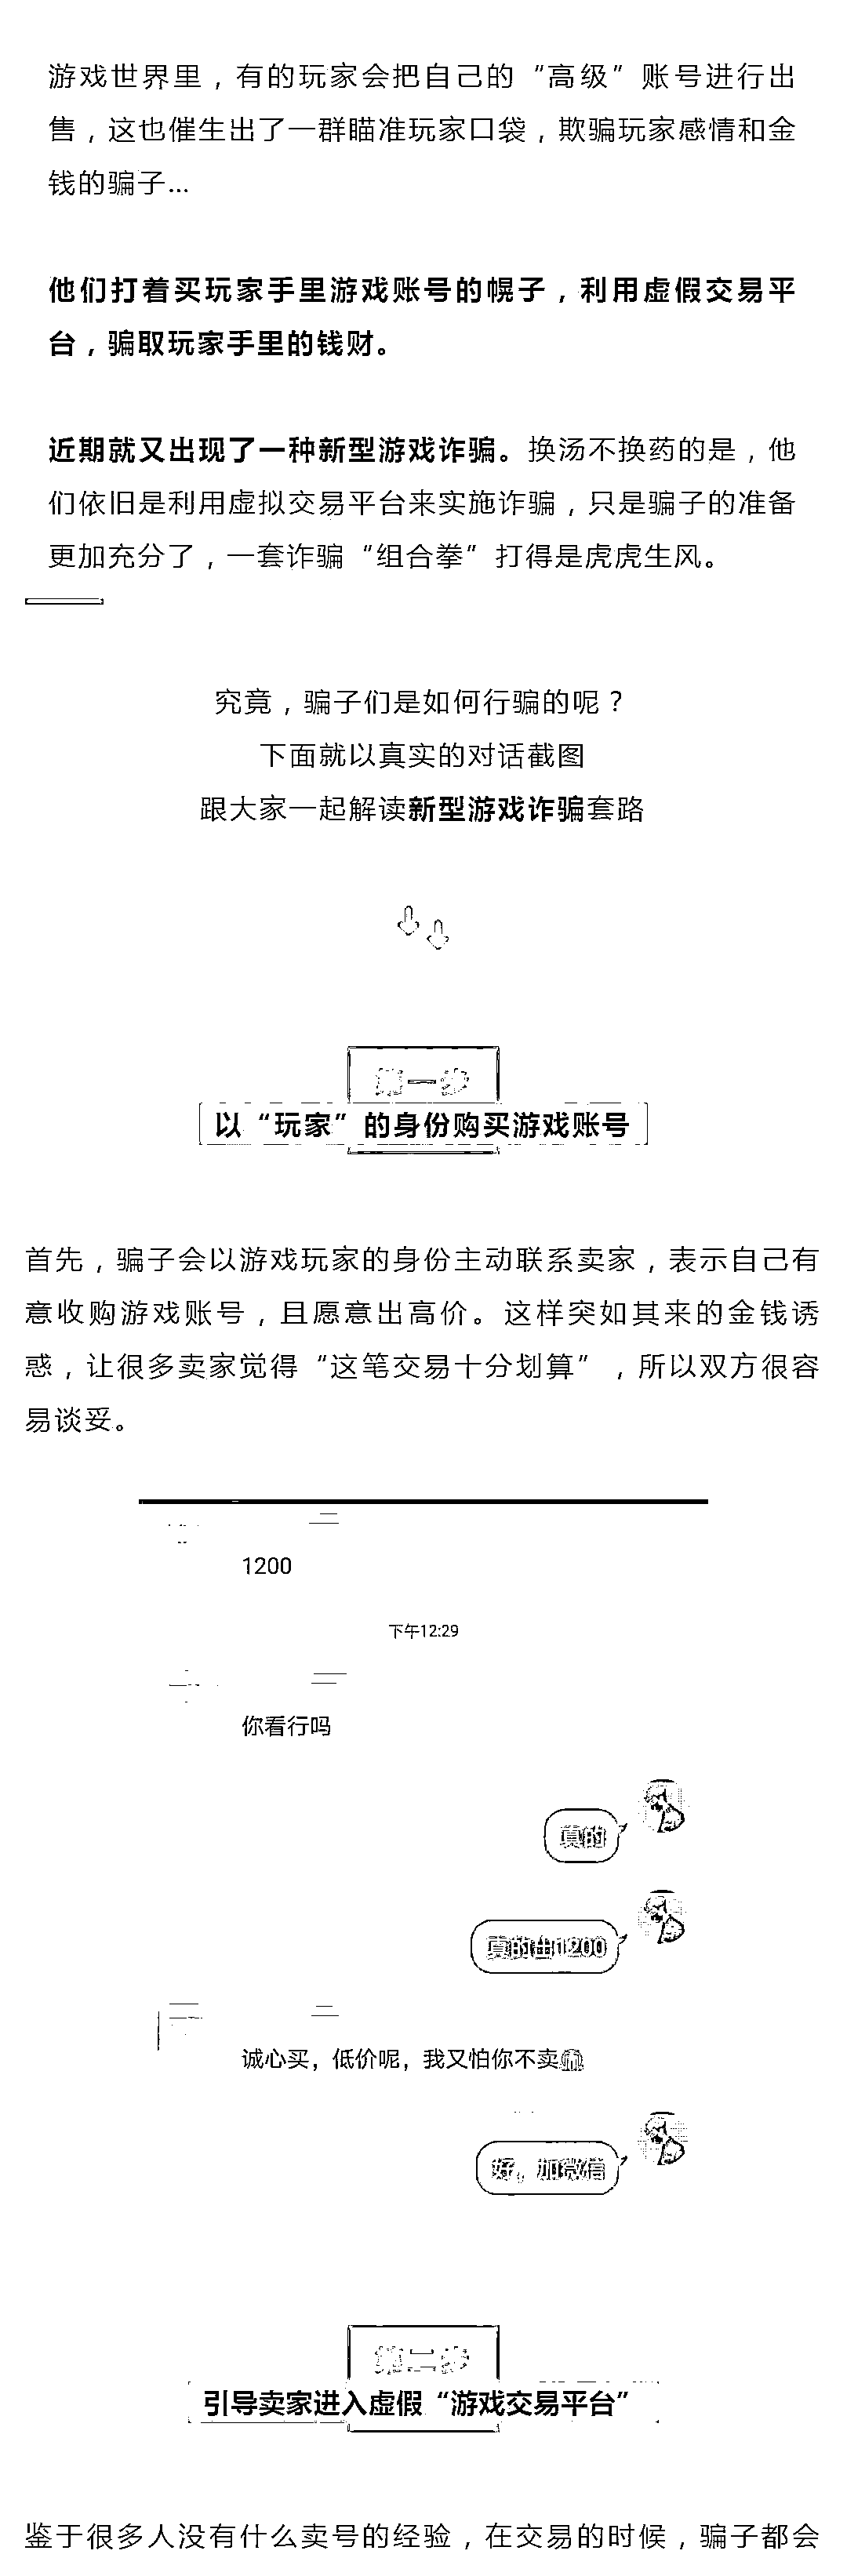 游戏世界里，有的玩家会把自己的“高级”账号进行出
售，这也催生出了一群瞄准玩家口袋，欺骗玩家感情和金
钱的骗子...
他们打着买玩家手里游戏账号的幌子，利用虚假交易平
台，骗取玩家手里的钱财。
近期就又出现了一种新型游戏诈骗。换汤不换药的是，他
们依旧是利用虚拟交易平台来实施诈骗，只是骗子的准备
更加充分了，一套诈骗“组合拳”打得是虎虎生风。
究竟，骗子们是如何行骗的呢？
下面就以真实的对话截图
跟大家一起解读新型游戏诈骗套路
第一步
以“玩家”的身份购买游戏账号
首先，骗子会以游戏玩家的身份主动联系卖家，表示自己有
意收购游戏账号，且愿意出高价。这样突如其来的金钱诱
惑，让很多卖家觉得“这笔交易十分划算”，所以双方很容
易谈妥。
1200
下午12:29
你看行吗
真的
真的出1200
诚心买，低价呢，我又怕你不卖
好，加微信
第二步
引导卖家进入虚假“游戏交易平台”
鉴于很多人没有什么卖号的经验，在交易的时候，骗子都会